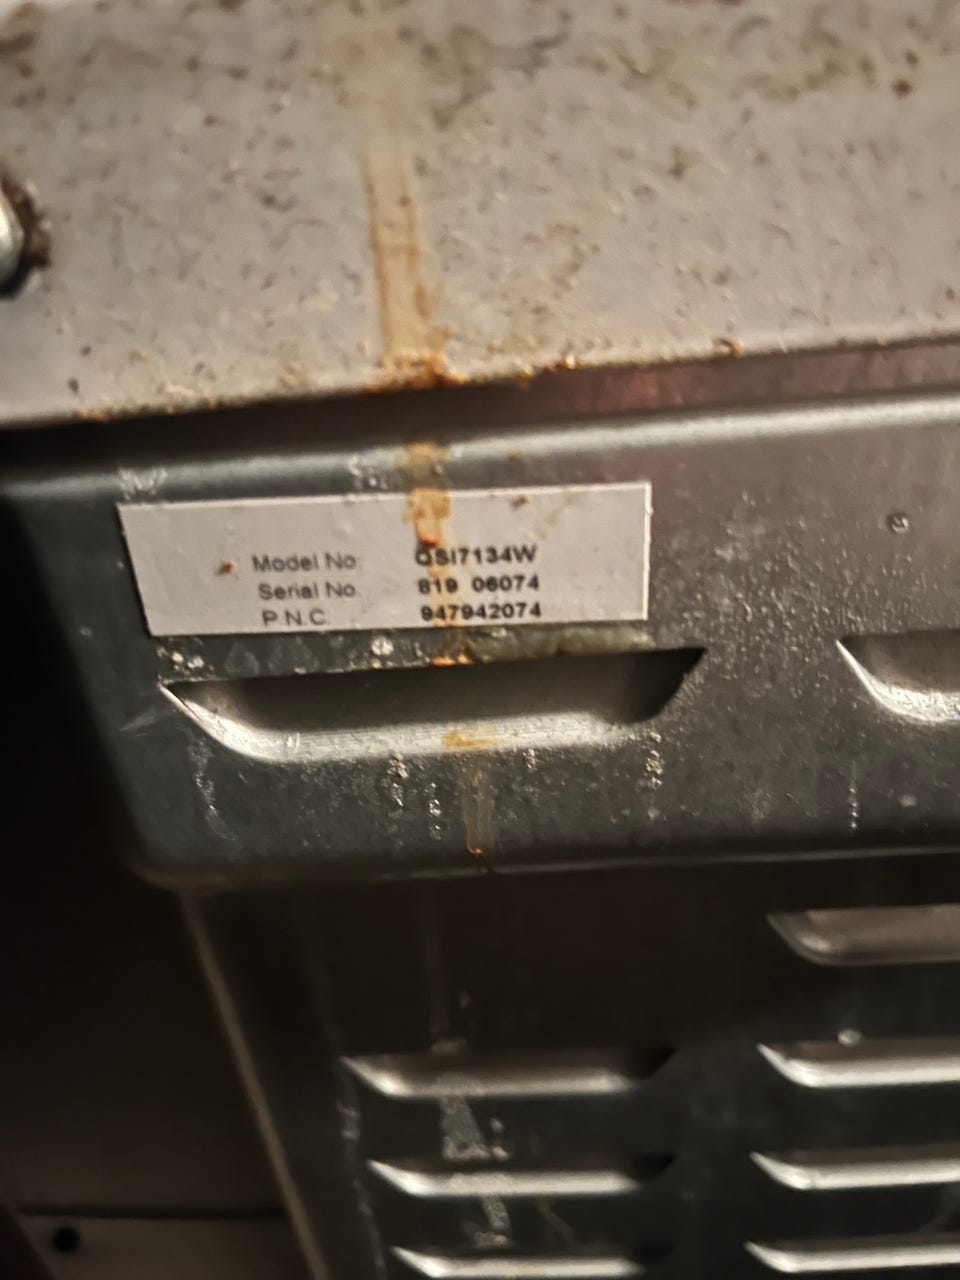 Model No QSI7134W
Serial No. 819 06074
P.N.C. 947942074